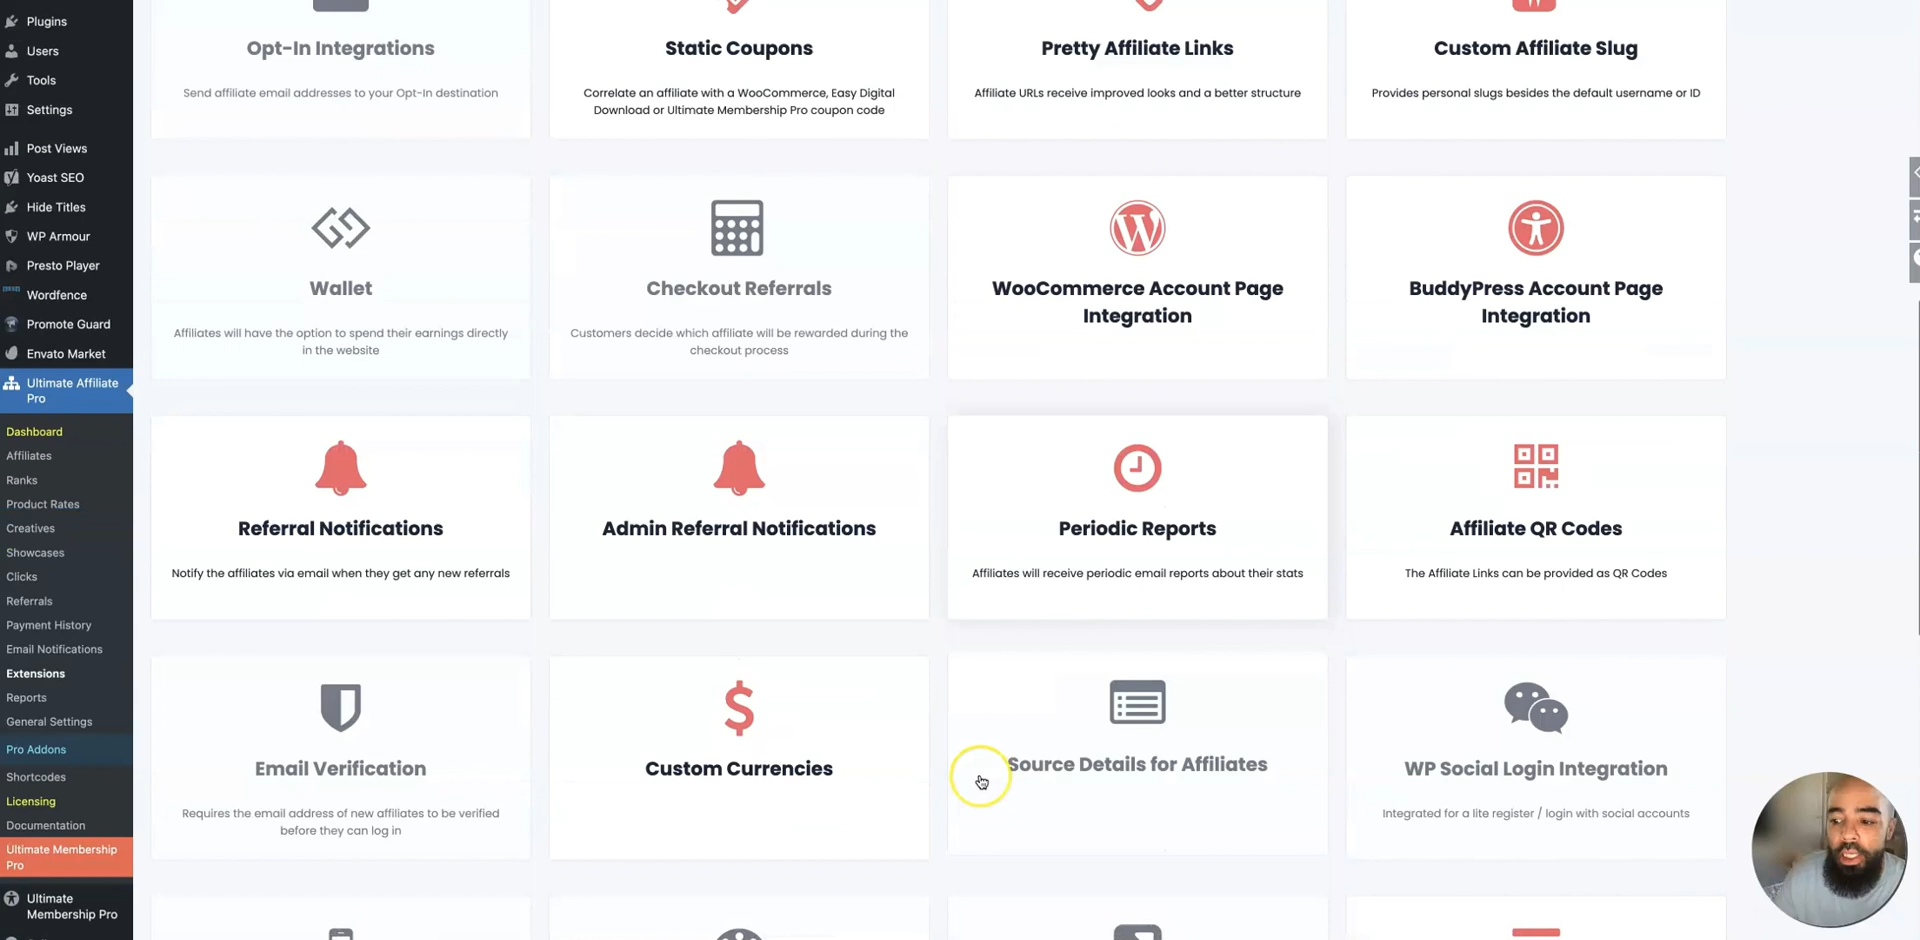 Plugins
Users
Tools
Settings
Post Views
Yoast SEO
Hide Titles
WP Armour
Presto Player
Wordfence
Promote Guard
Envato Market
Ultimate Affiliate
Pro
Dashboard
Affiliates
Ranks
Product Rates
Creatives
Showcases
Clicks
Referrals
Payment History
Email Notifications
Extensions
Reports
General Settings
Pro Addons
Shortcodes
Licensing
Documentation
Ultimate Membership
Pro
Ultimate
Membership Pro
Opt-In Integrations
Send affiliate email addresses to your Opt-In destination
Static Coupons
Correlate an affiliate with a WooCommerce, Easy Digital
Download or Ultimate Membership Pro coupon code
Pretty Affiliate Links
Affiliate URLs receive improved looks and a better structure
Custom Affiliate Slug
Provides personal slugs besides the default username or ID
Wallet
Affiliates will have the option to spend their earnings directly
in the website
Checkout Referrals
Customers decide which affiliate will be rewarded during the
checkout process
WooCommerce Account Page
Integration
BuddyPress Account Page
Integration
Referral Notifications
Notify the affiliates via email when they get any new referrals
Admin Referral Notifications
Periodic Reports
Affiliates will receive periodic email reports about their stats
Affiliate QR Codes
The Affiliate Links can be provided as QR Codes
Email Verification
Requires the email address of new affiliates to be verified
before they can log in
Custom Currencies
Source Details for Affiliates
WP Social Login Integration
Integrated for a lite register / login with social accounts